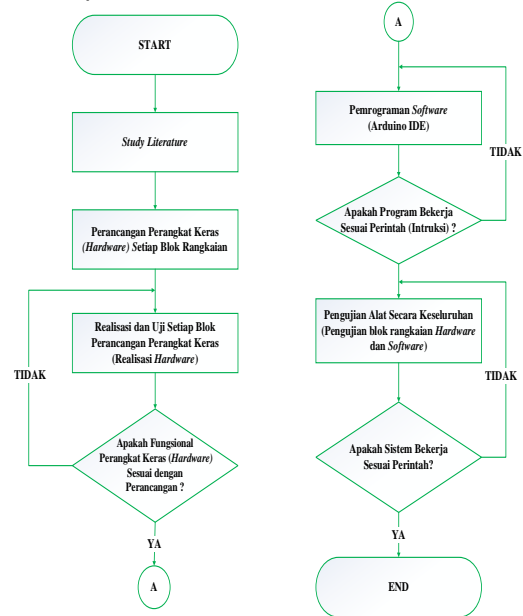 START
Study Literature
Perancangan Perangkat Keras
(Hardware) Setiap Blok Rangkaian
Realisasi dan Uji Setiap Blok
Perancangan Perangkat Keras
(Realisasi Hardware)
TIDAK
Apakah Fungsional
Perangkat Keras (Hardware)
Sesuai dengan
Perancangan ?
YA
A
A
Pemrograman Software
(Arduino IDE)
TIDAK
Apakah Program Bekerja
Sesuai Perintah (Intruksi) ?
Pengujian Alat Secara Keseluruhan
(Pengujian blok rangkaian Hardware
dan Software)
TIDAK
Apakah Sistem Bekerja
Sesuai Perintah?
YA
END